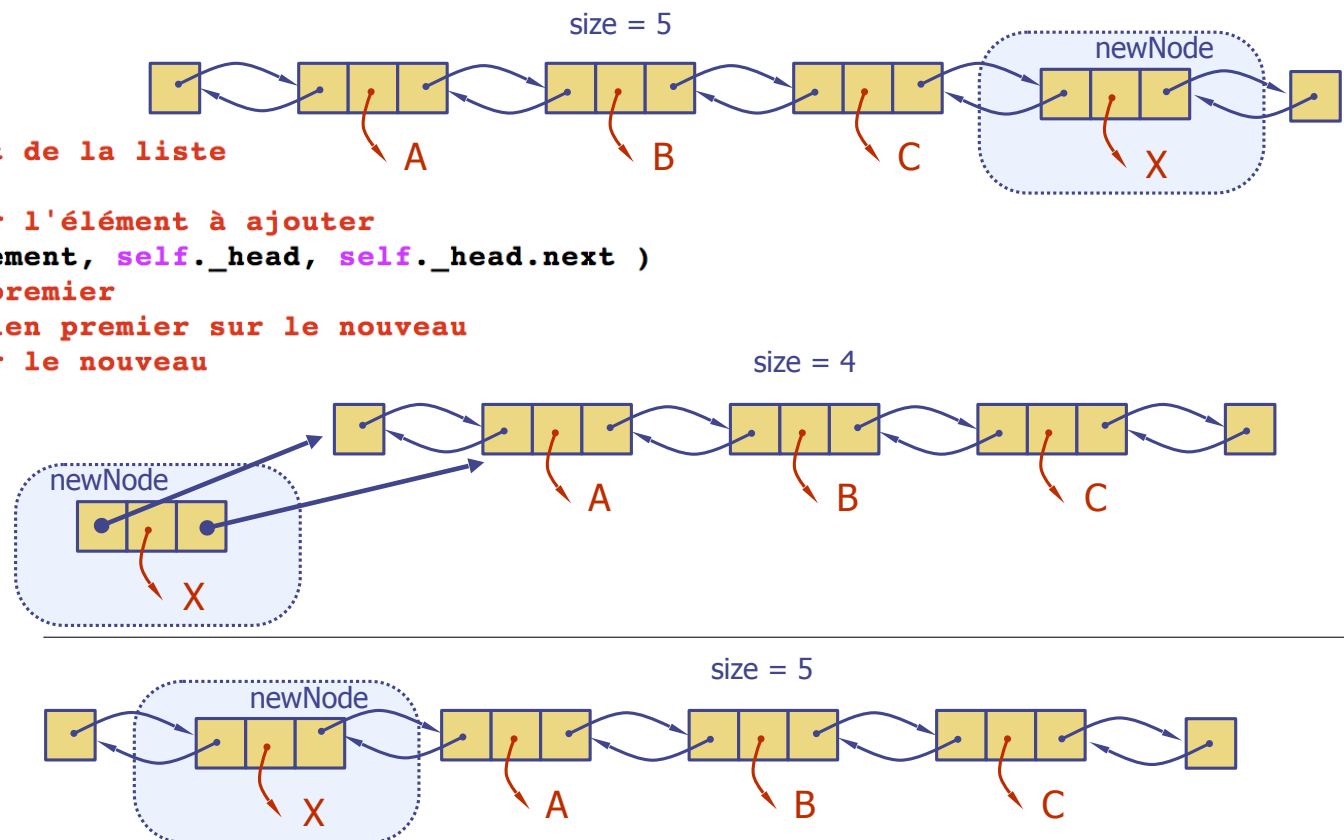 size = 5
newNode
A
B
C
X
de la liste
l'élément à ajouter
ement, self._head, self._head.next )
premier
ien premier sur le nouveau
le nouveau
size = 4
newNode
A
B
C
X
size = 5
newNode
X
A
B
C